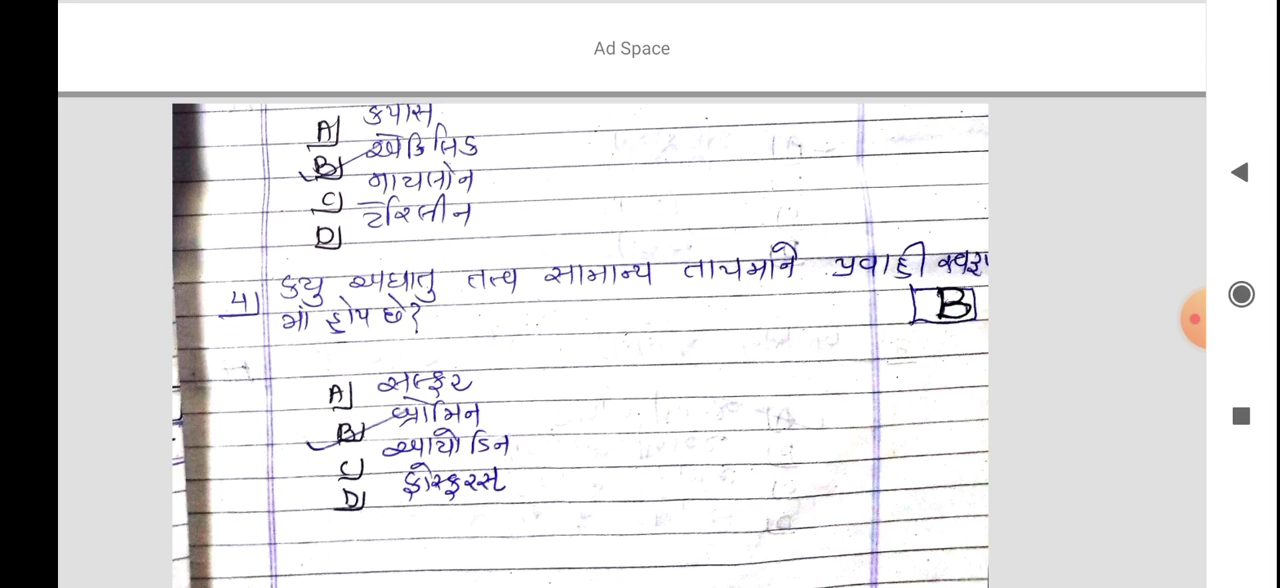 Ad Space
A] કપાસ
B] એક્રિલિક
C] નાયલોન
D] ટેરિલીન
4] કયુ અધાતુ તત્વ સામાન્ય તાપમાને પ્રવાહી સ્વરૂપ
માં હોય છે? B
A] સલ્ફર
B] બ્રોમિન
C] આયોડિન
D] ફોસ્ફરસ